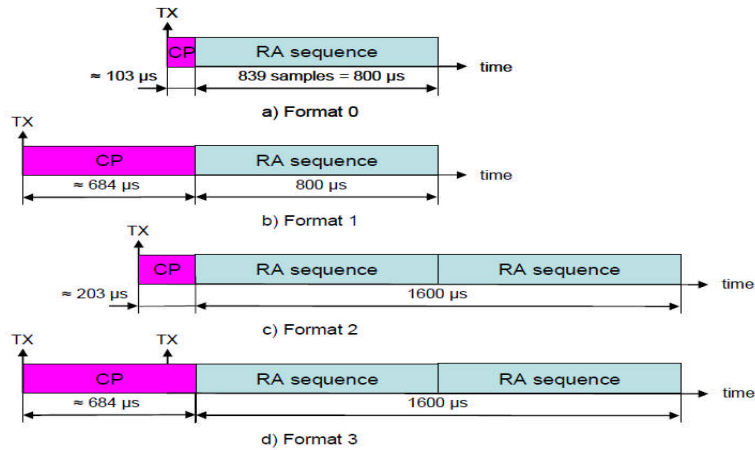 TX
CP RA sequence
time
≈ 103 µs 839 samples = 800 µs
a) Format 0
TX
CP RA sequence
time
≈ 684 µs 800 µs
b) Format 1
TX
CP RA sequence RA sequence
time
≈ 203 µs 1600 µs
c) Format 2
TX TX
CP RA sequence RA sequence
time
≈ 684 µs 1600 µs
d) Format 3